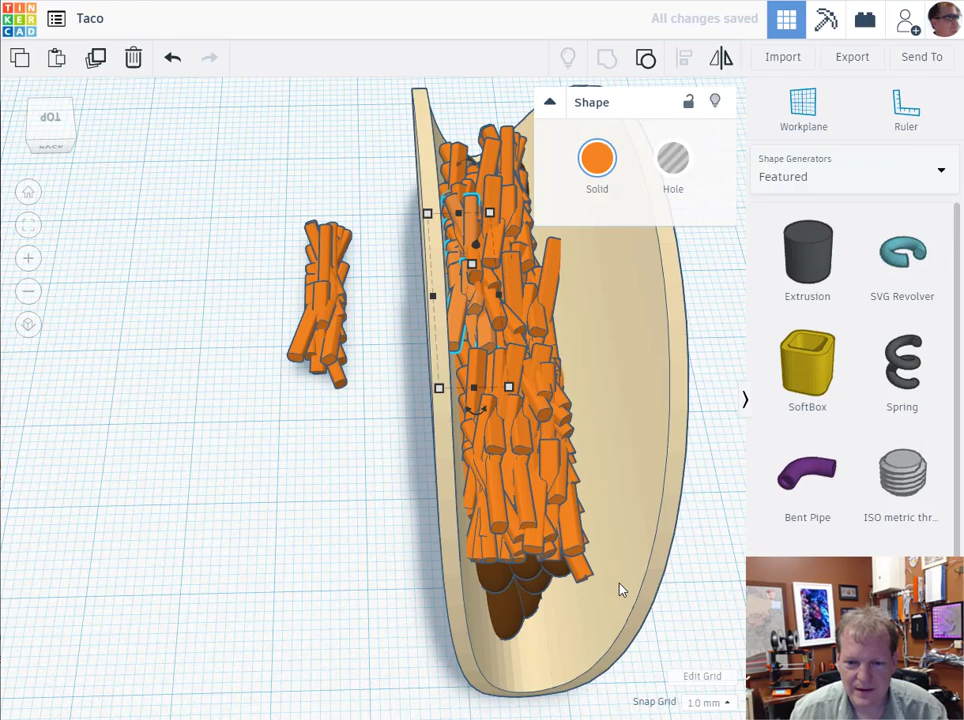 TIN
KER
CAD
Taco
All changes saved
Import
Export
Send To
TOP
BACK
Shape
Solid
Hole
Workplane
Ruler
Shape Generators
Featured
Extrusion
SVG Revolver
SoftBox
Spring
Bent Pipe
ISO metric thr...
Edit Grid
Snap Grid
1.0 mm